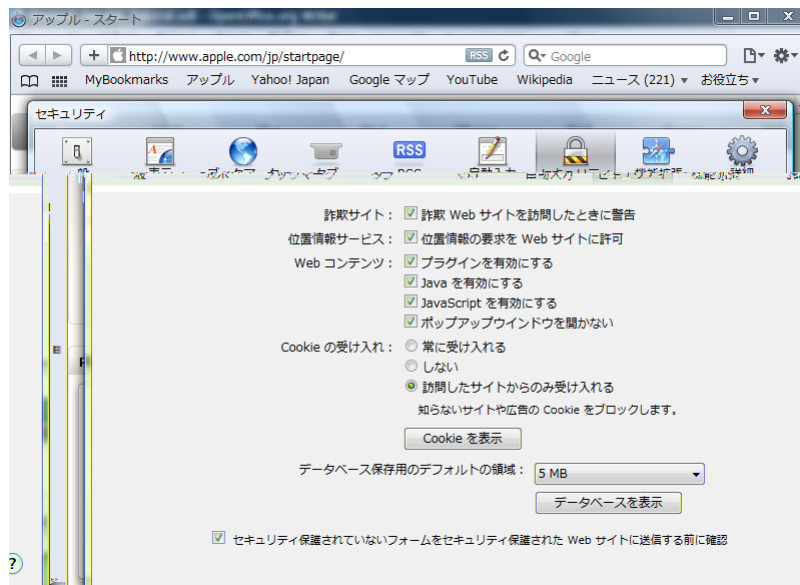 アップル - スタート
http://www.apple.com/jp/startpage/
RSS
Google
MyBookmarks アップル Yahoo! Japan Google マップ YouTube Wikipedia ニュース (221) お役立ち
セキュリティ
RSS
詐欺サイト： 詐欺 Web サイトを訪問したときに警告
位置情報サービス： 位置情報の要求を Web サイトに許可
Web コンテンツ： プラグインを有効にする
Java を有効にする
JavaScript を有効にする
ポップアップウインドウを開かない
Cookie の受け入れ： 常に受け入れる
しない
訪問したサイトからのみ受け入れる
知らないサイトや広告の Cookie をブロックします。
Cookie を表示
データベース保存用のデフォルトの領域： 5 MB
データベースを表示
セキュリティ保護されていないフォームをセキュリティ保護された Web サイトに送信する前に確認
?